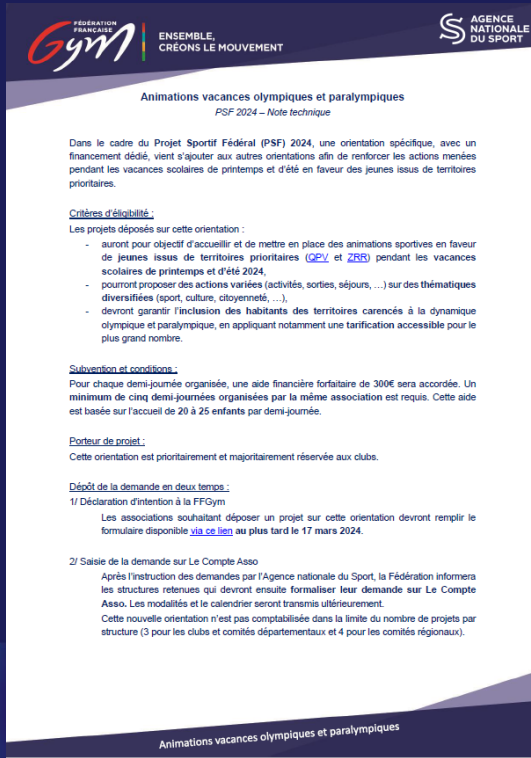 FÉDÉRATION
FRANÇAISE
Gym
ENSEMBLE,
CRÉONS LE MOUVEMENT
AGENCE
NATIONALE
DU SPORT
Animations vacances olympiques et paralympiques
PSF 2024 – Note technique
Dans le cadre du Projet Sportif Fédéral (PSF) 2024, une orientation spécifique, avec un
financement dédié, vient s'ajouter aux autres orientations afin de renforcer les actions menées
pendant les vacances scolaires de printemps et d'été en faveur des jeunes issus de territoires
prioritaires.
Critères d'éligibilité :
Les projets déposés sur cette orientation :
- auront pour objectif d'accueillir et de mettre en place des animations sportives en faveur
de jeunes issus de territoires prioritaires (QPV et ZRR) pendant les vacances
scolaires de printemps et d'été 2024,
- pourront proposer des actions variées (activités, sorties, séjours, …) sur des thématiques
diversifiées (sport, culture, citoyenneté, …),
- devront garantir l'inclusion des habitants des territoires carencés à la dynamique
olympique et paralympique, en appliquant notamment une tarification accessible pour le
plus grand nombre.
Subvention et conditions :
Pour chaque demi-journée organisée, une aide financière forfaitaire de 300€ sera accordée. Un
minimum de cinq demi-journées organisées par la même association est requis. Cette aide
est basée sur l'accueil de 20 à 25 enfants par demi-journée.
Porteur de projet :
Cette orientation est prioritairement et majoritairement réservée aux clubs.
Dépôt de la demande en deux temps :
1/ Déclaration d'intention à la FFGym
Les associations souhaitant déposer un projet sur cette orientation devront remplir le
formulaire disponible via ce lien au plus tard le 17 mars 2024.
2/ Saisie de la demande sur Le Compte Asso
Après l'instruction des demandes par l'Agence nationale du Sport, la Fédération informera
les structures retenues qui devront ensuite formaliser leur demande sur Le Compte
Asso. Les modalités et le calendrier seront transmis ultérieurement.
Cette nouvelle orientation n'est pas comptabilisée dans la limite du nombre de projets par
structure (3 pour les clubs et comités départementaux et 4 pour les comités régionaux).
Animations vacances olympiques et paralympiques